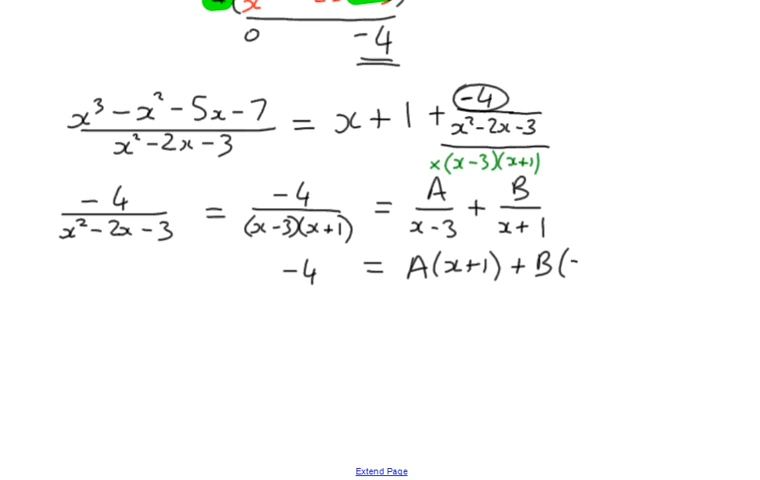 0 -4
x³ - x² - 5x - 7 / x² - 2x - 3 = x + 1 + -4 / x² - 2x - 3
×(x-3)(x+1)
-4 / x² - 2x - 3 = -4 / (x-3)(x+1) = A / x-3 + B / x+1
-4 = A(x+1) + B(-
Extend Page